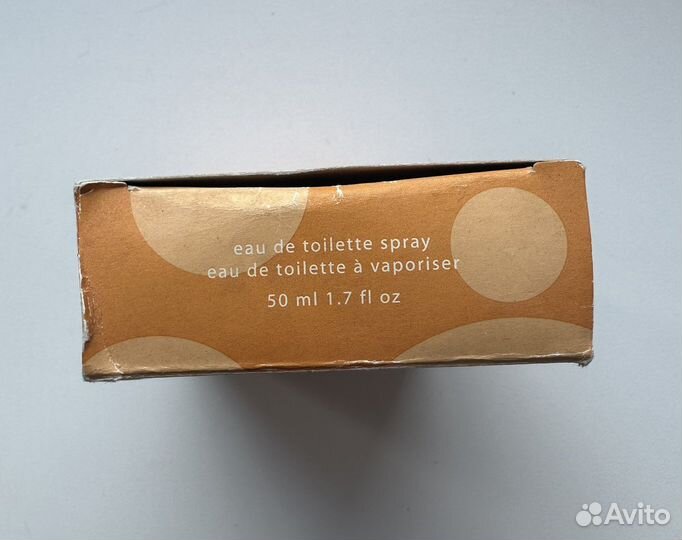 eau de toilette spray
eau de toilette à vaporiser
50 ml 1.7 fl oz
Avito